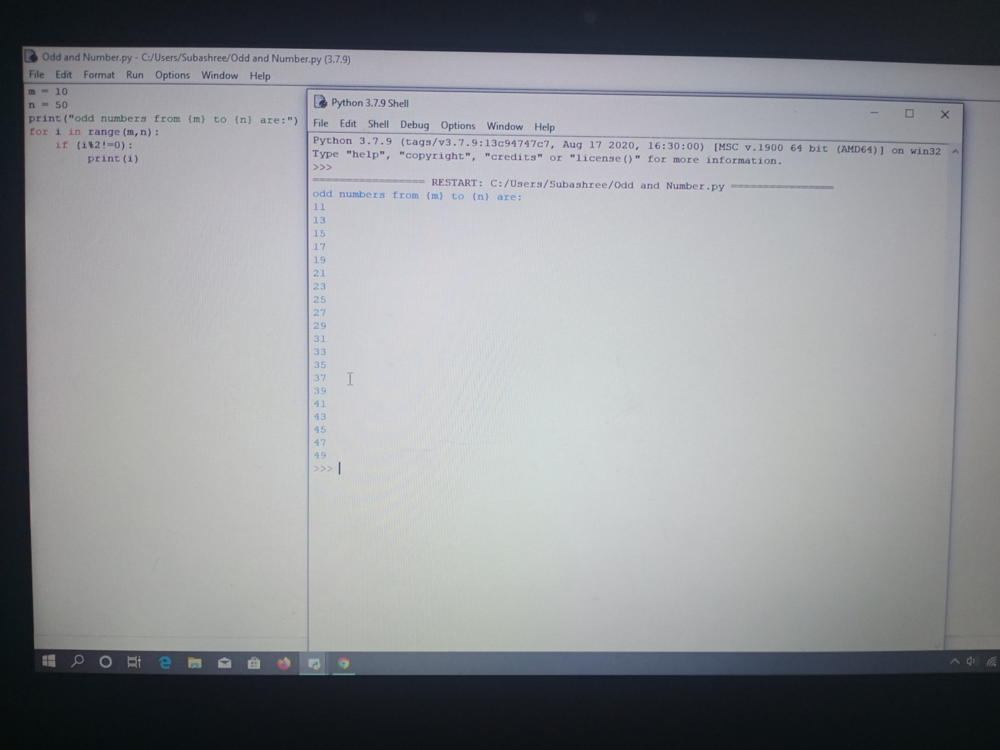 Odd and Number.py - C:/Users/Subashree/Odd and Number.py (3.7.9)
File Edit Format Run Options Window Help
m = 10
n = 50
print("odd numbers from {m} to {n} are:")
for i in range(m,n):
    if (i%2!=0):
        print(i)
Python 3.7.9 Shell
File Edit Shell Debug Options Window Help
Python 3.7.9 (tags/v3.7.9:13c94747c7, Aug 17 2020, 16:30:00) [MSC v.1900 64 bit (AMD64)] on win32
Type "help", "copyright", "credits" or "license()" for more information.
>>>
================= RESTART: C:/Users/Subashree/Odd and Number.py ================
odd numbers from {m} to {n} are:
11
13
15
17
19
21
23
25
27
29
31
33
35
37
39
41
43
45
47
49
>>>